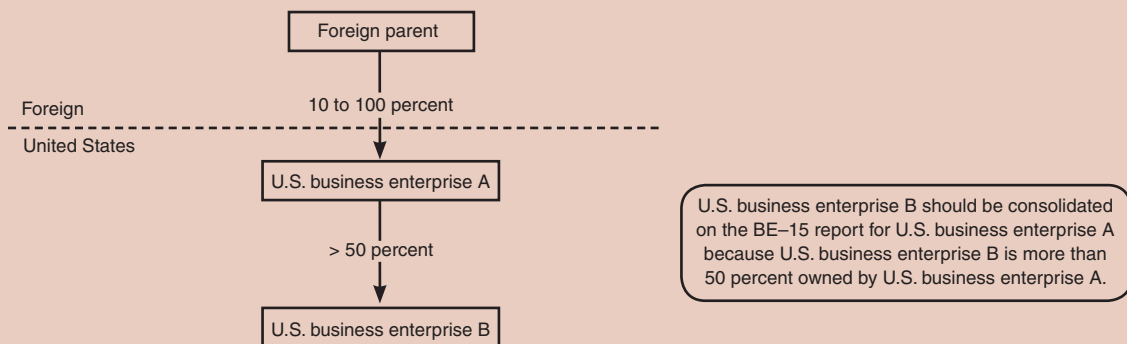 Foreign parent
Foreign
10 to 100 percent
United States
U.S. business enterprise A
> 50 percent
U.S. business enterprise B
U.S. business enterprise B should be consolidated
on the BE–15 report for U.S. business enterprise A
because U.S. business enterprise B is more than
50 percent owned by U.S. business enterprise A.